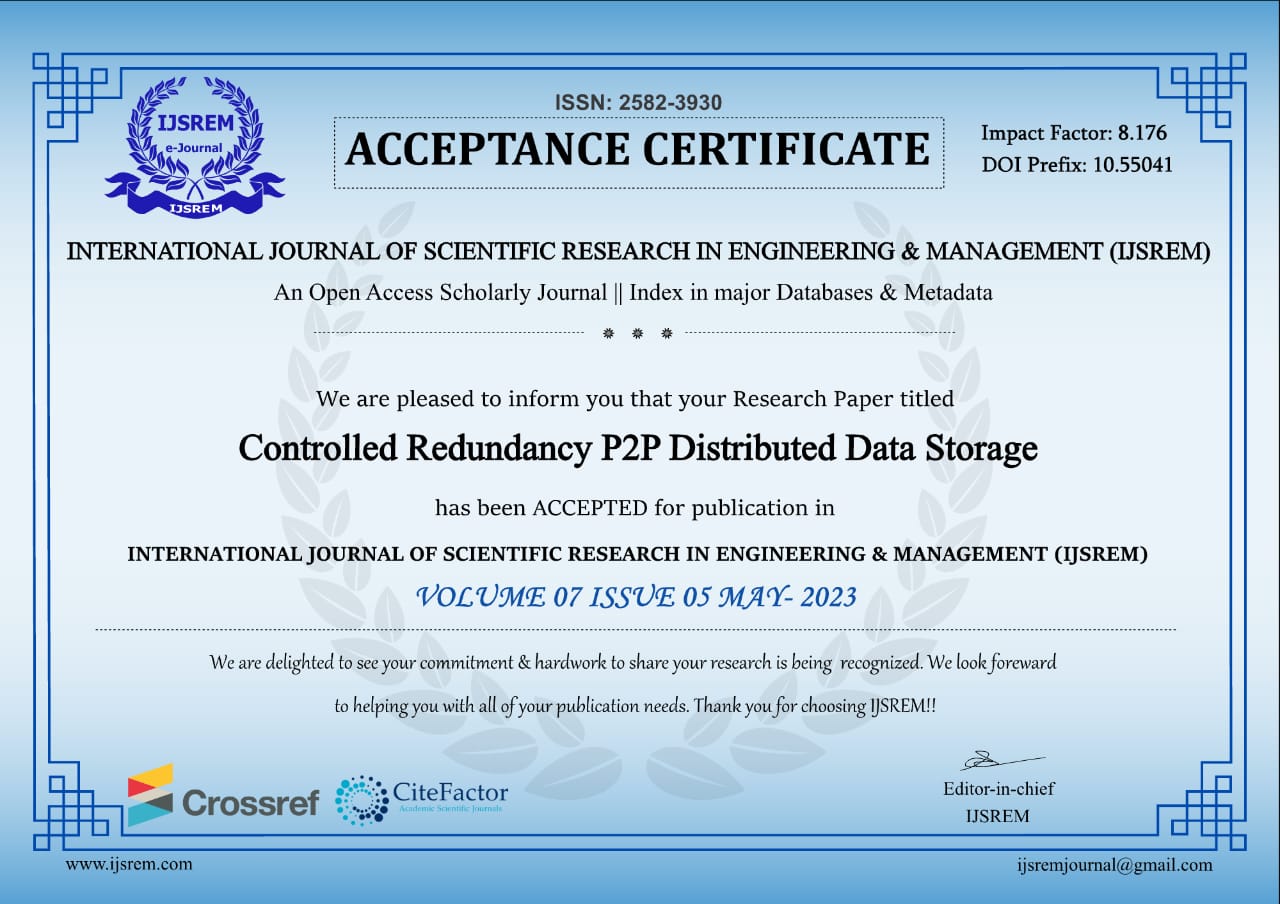 ISSN: 2582-3930
IJSREM
e-Journal
IJSREM
ACCEPTANCE CERTIFICATE
Impact Factor: 8.176
DOI Prefix: 10.55041
INTERNATIONAL JOURNAL OF SCIENTIFIC RESEARCH IN ENGINEERING & MANAGEMENT (IJSREM)
An Open Access Scholarly Journal || Index in major Databases & Metadata
We are pleased to inform you that your Research Paper titled
Controlled Redundancy P2P Distributed Data Storage
has been ACCEPTED for publication in
INTERNATIONAL JOURNAL OF SCIENTIFIC RESEARCH IN ENGINEERING & MANAGEMENT (IJSREM)
VOLUME 07 ISSUE 05 MAY- 2023
We are delighted to see your commitment & hardwork to share your research is being recognized. We look foreward
to helping you with all of your publication needs. Thank you for choosing IJSREM!!
Crossref
CiteFactor
Academic Scientific Journals
Editor-in-chief
IJSREM
www.ijsrem.com
ijsremjournal@gmail.com